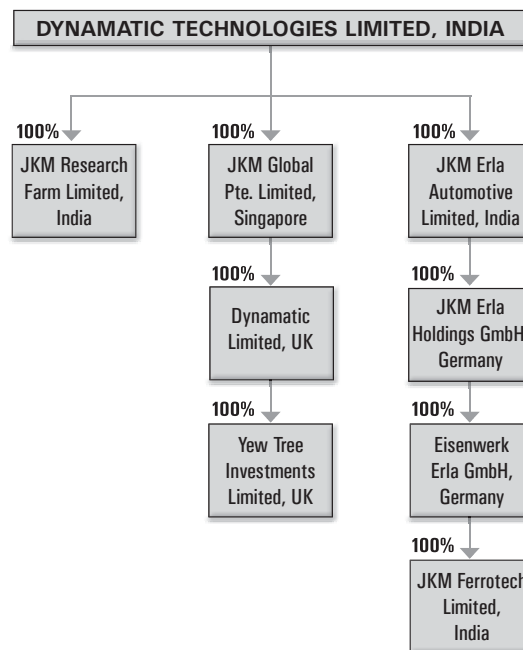 DYNAMATIC TECHNOLOGIES LIMITED, INDIA
100%
JKM Research
Farm Limited,
India
100%
JKM Global
Pte. Limited,
Singapore
100%
Dynamatic
Limited, UK
100%
Yew Tree
Investments
Limited, UK
100%
JKM Erla
Automotive
Limited, India
100%
JKM Erla
Holdings GmbH
Germany
100%
Eisenwerk
Erla GmbH,
Germany
100%
JKM Ferrotech
Limited,
India